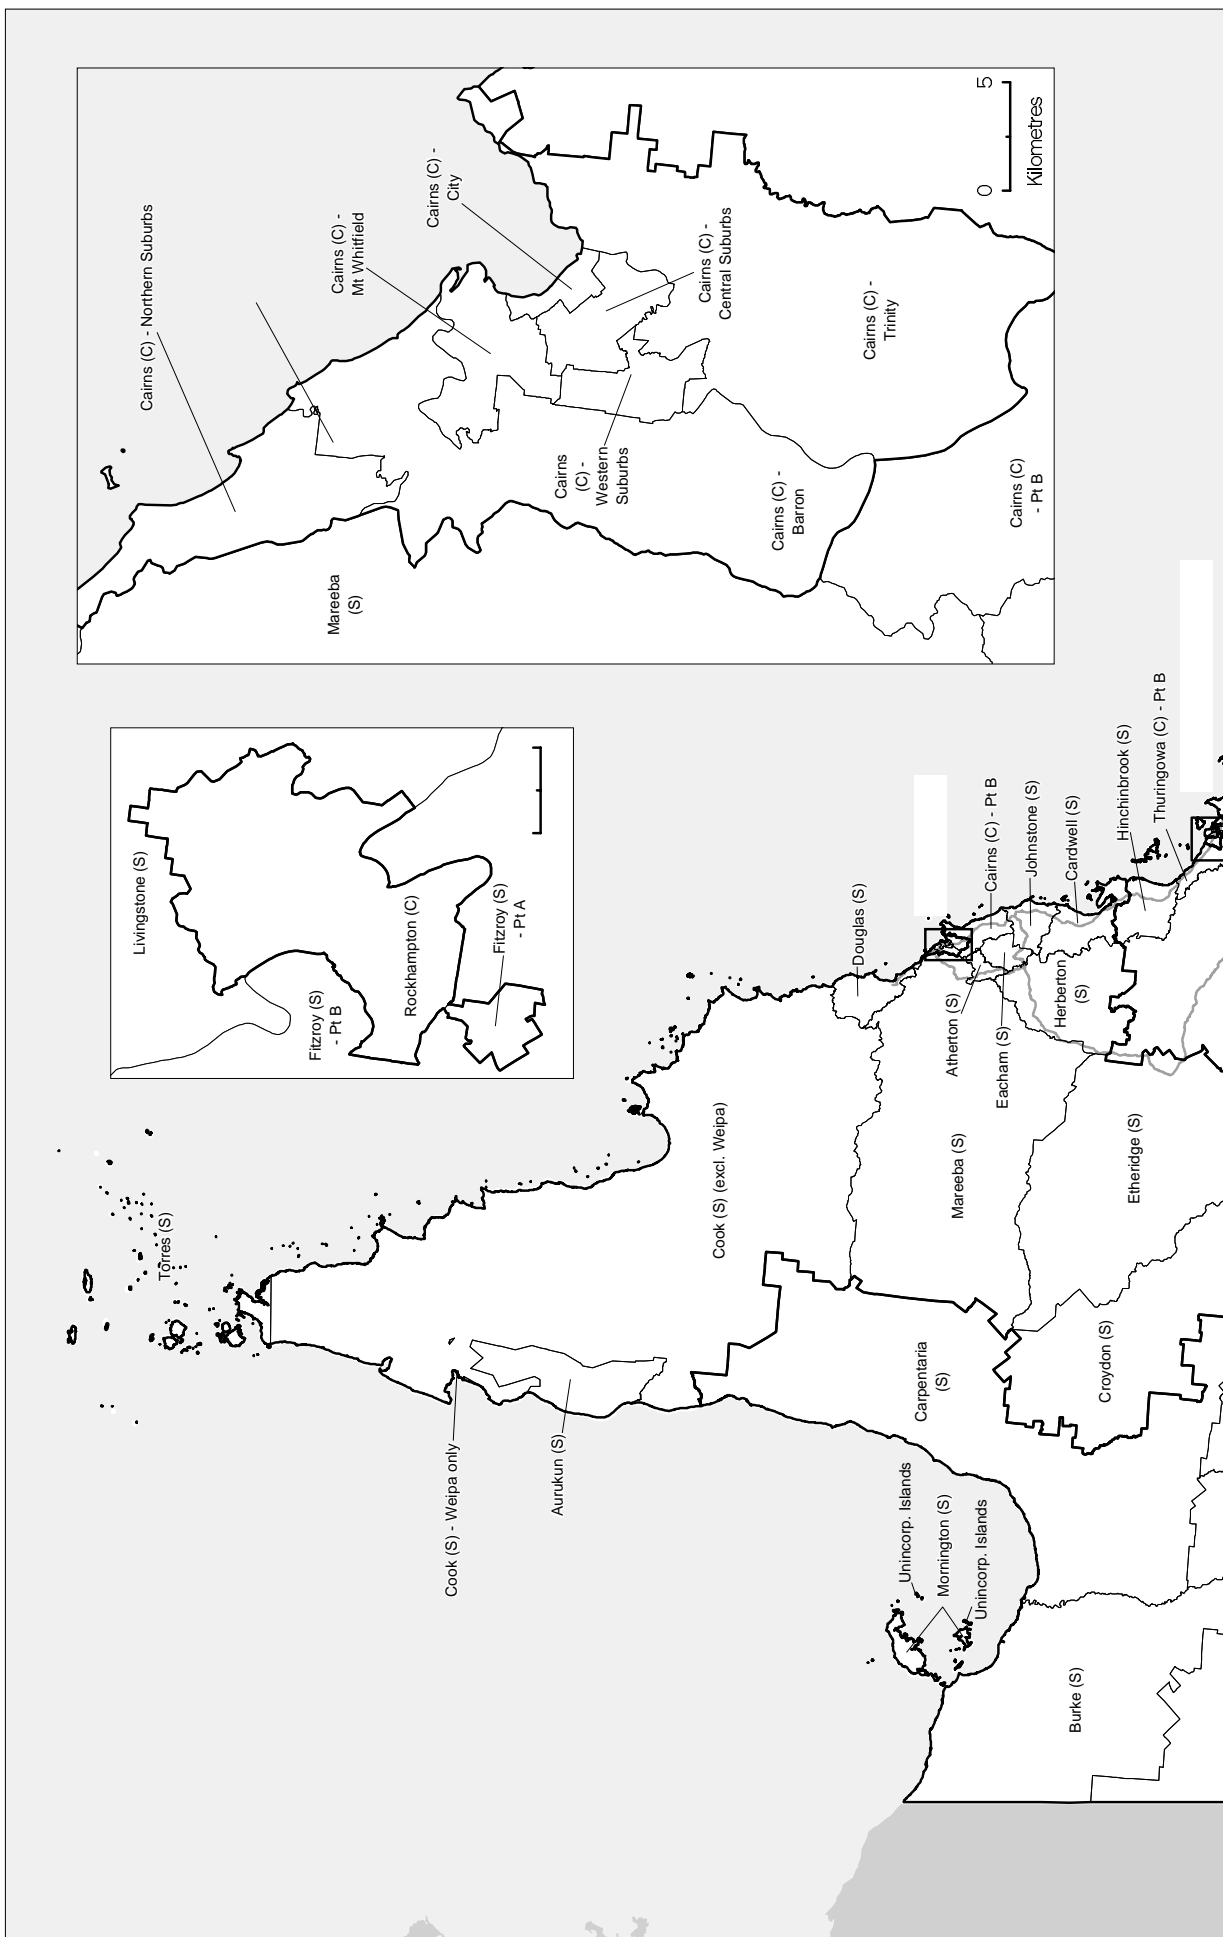 Cairns (C) - Northern Suburbs
Cairns (C) -
Mt Whitfield
Cairns (C) -
City
Cairns (C) -
Central Suburbs
Cairns (C) -
Trinity
Cairns
(C) -
Western
Suburbs
Cairns (C) -
Barron
Cairns (C)
- Pt B
Mareeba
(S)
0
5
Kilometres
Livingstone (S)
Fitzroy (S)
- Pt B
Rockhampton (C)
Fitzroy (S)
- Pt A
Torres (S)
Cook (S) - Weipa only
Aurukun (S)
Cook (S) (excl. Weipa)
Douglas (S)
Cairns (C) - Pt B
Johnstone (S)
Cardwell (S)
Hinchinbrook (S)
Thuringowa (C) - Pt B
Atherton (S)
Eacham (S)
Herberton
(S)
Mareeba (S)
Etheridge (S)
Carpentaria
(S)
Croydon (S)
Unincorp. Islands
Mornington (S)
Unincorp. Islands
Burke (S)